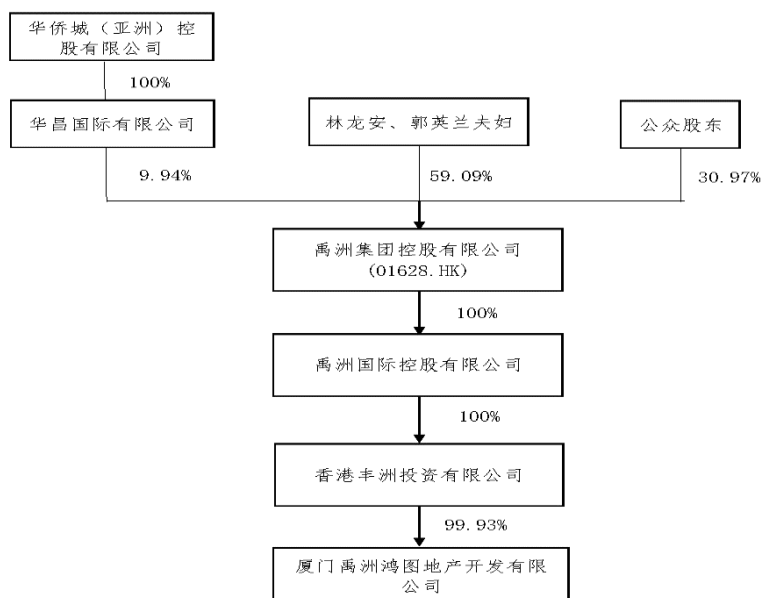 华侨城（亚洲）控
股有限公司
100%
华昌国际有限公司
林龙安、郭英兰夫妇
公众股东
9.94%
59.09%
30.97%
禹洲集团控股有限公司
(01628.HK)
100%
禹洲国际控股有限公司
100%
香港丰洲投资有限公司
99.93%
厦门禹洲鸿图地产开发有限
公司